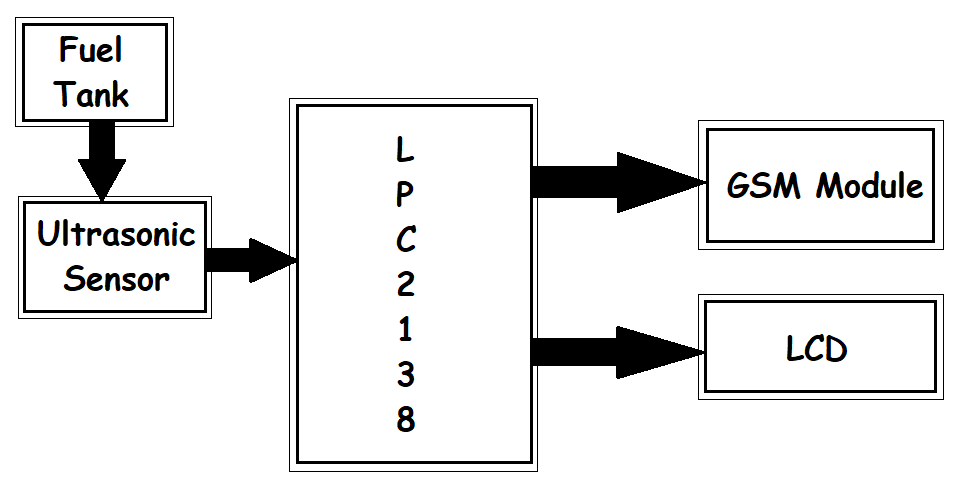 Fuel
Tank
Ultrasonic
Sensor
L
P
C
2
1
3
8
GSM Module
LCD